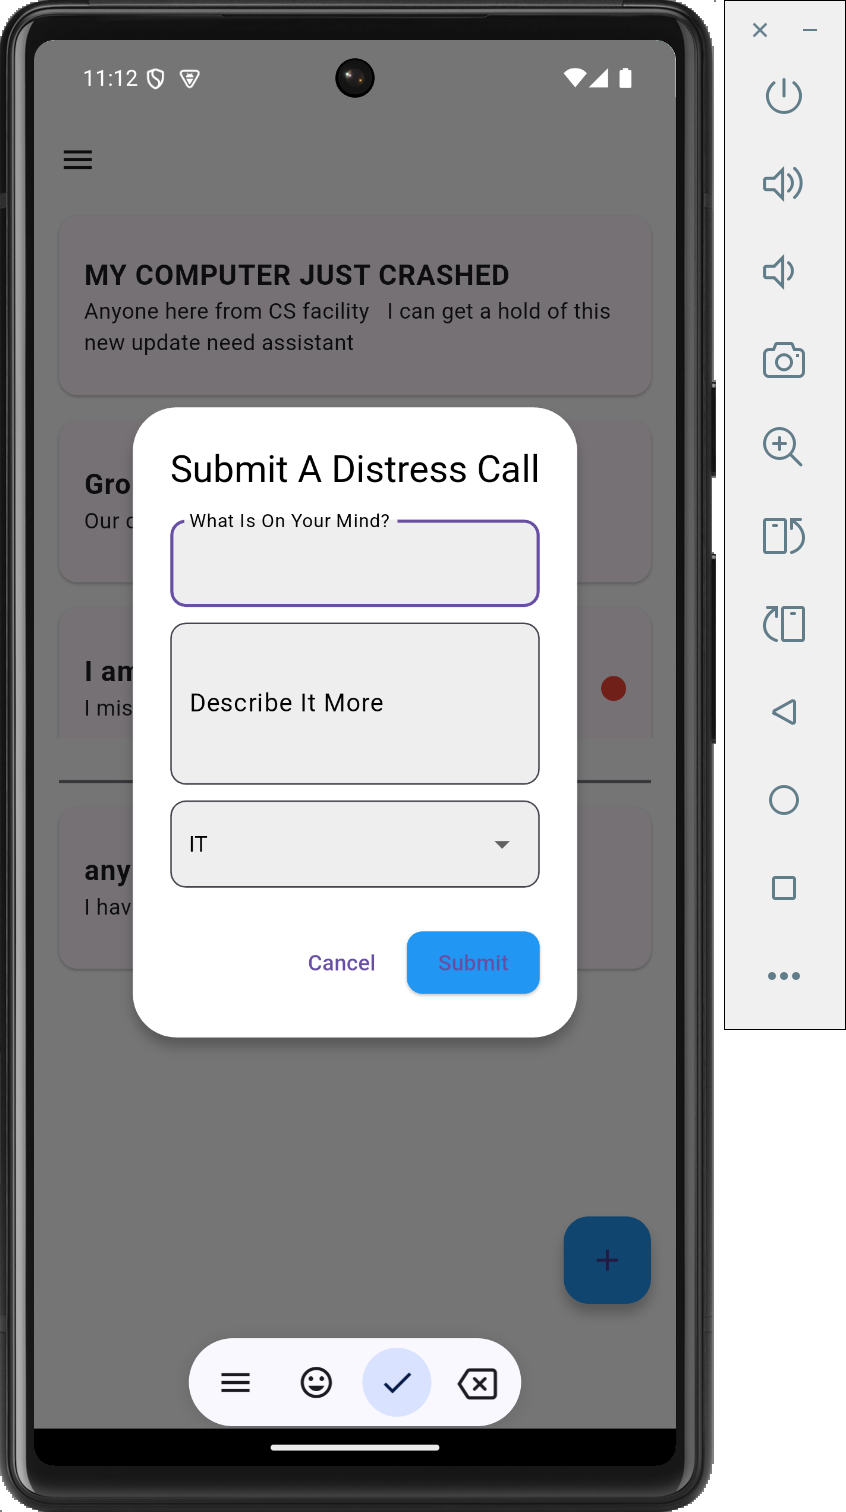 11:12
MY COMPUTER JUST CRASHED
Anyone here from CS facility   I can get a hold of this
new update need assistant
Submit A Distress Call
Gro
What Is On Your Mind?
Our
I am
I mis
Describe It More
IT
any
I hav
Cancel
Submit
+